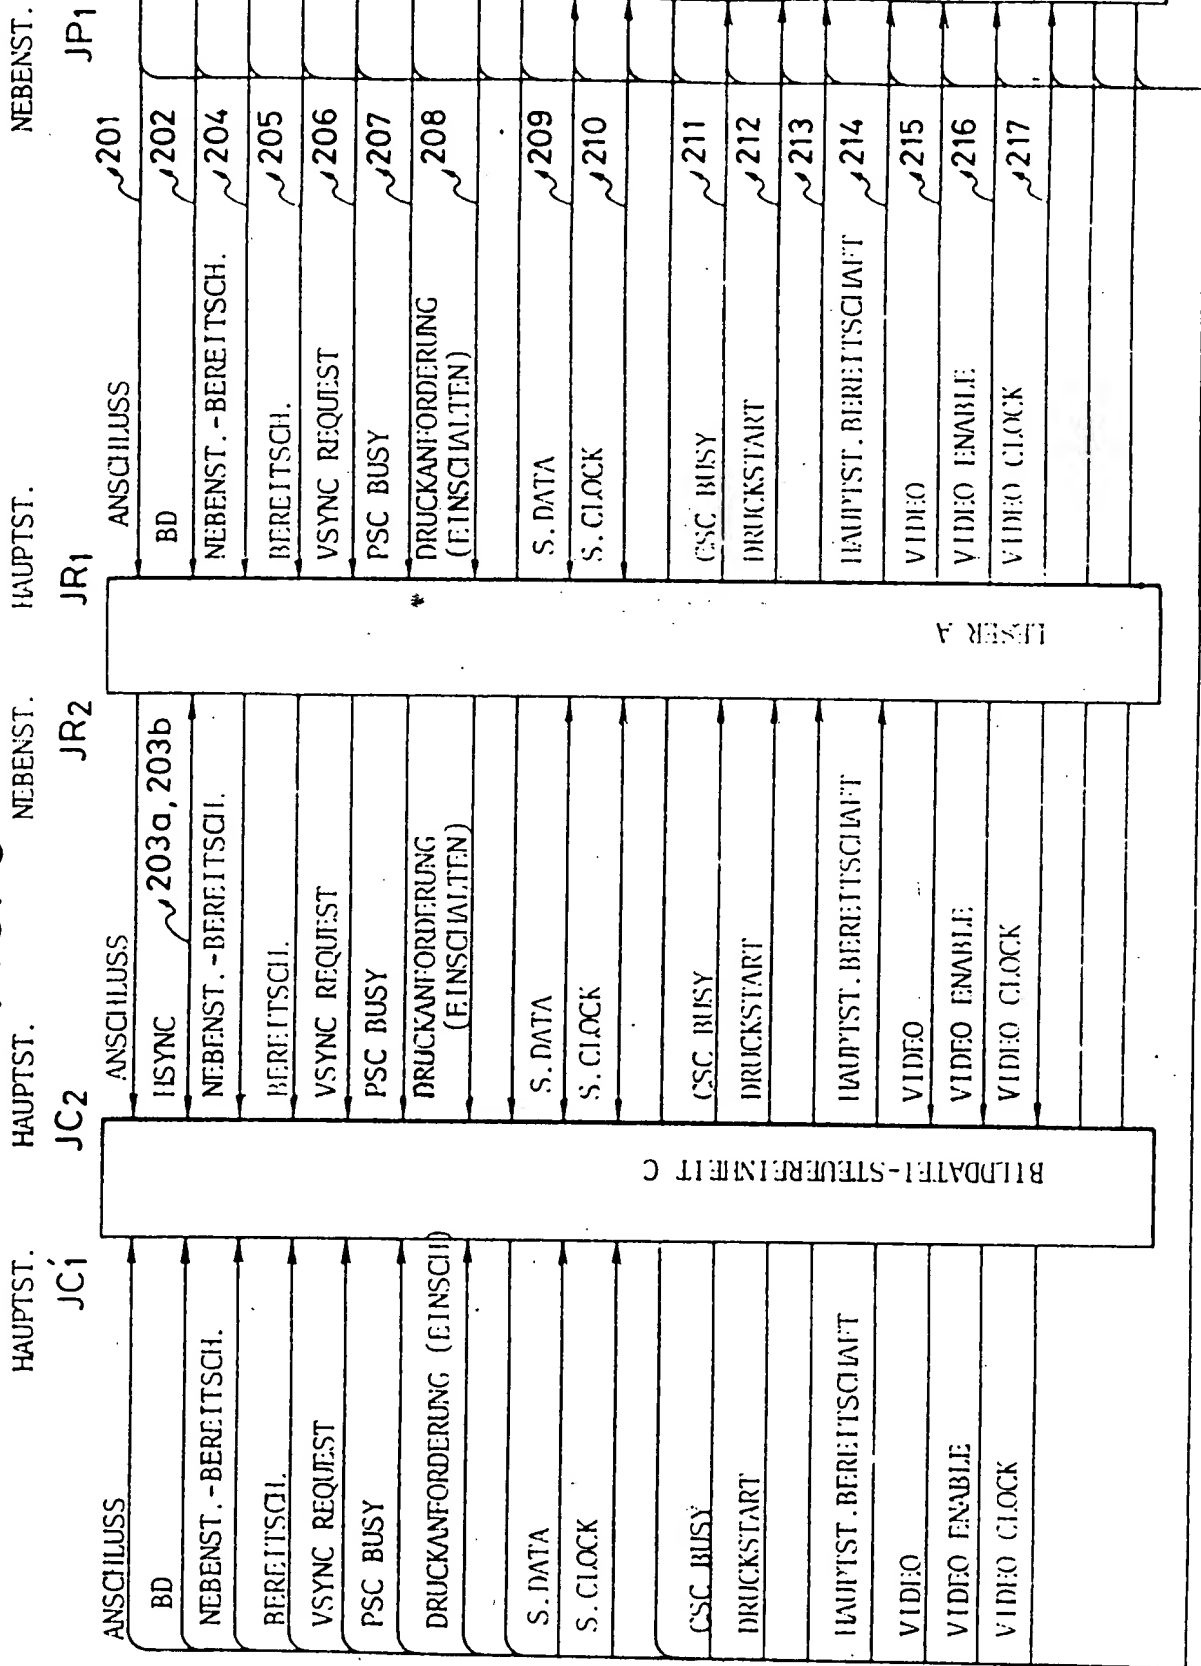 HAUPTST.
HAUPTST.
NEBENST.
HAUPTST.
NEBENST.
JC'1
JC2
JR2
JR1
JP1
ANSCHLUSS
BD
NEBENST.-BEREITSCH.
BEREITSCH.
VSYNC REQUEST
PSC BUSY
DRUCKANFORDERUNG (EINSCH)
S.DATA
S.CLOCK
CSC BUSY
DRUCKSTART
HAUPTST.BEREITSCHAFT
VIDEO
VIDEO ENABLE
VIDEO CLOCK
BILDDATEI-STEUEREINHEIT C
ANSCHLUSS
HSYNC
203a, 203b
NEBENST.-BEREITSCH.
BEREITSCH.
VSYNC REQUEST
PSC BUSY
DRUCKANFORDERUNG
(EINSCHALTEN)
S.DATA
S.CLOCK
CSC BUSY
DRUCKSTART
HAUPTST.BEREITSCHAFT
VIDEO
VIDEO ENABLE
VIDEO CLOCK
LESER A
ANSCHLUSS
201
BD
202
NEBENST.-BEREITSCH.
204
BEREITSCH.
205
VSYNC REQUEST
206
PSC BUSY
207
DRUCKANFORDERUNG
(EINSCHALTEN)
208
S.DATA
209
S.CLOCK
210
CSC BUSY
211
DRUCKSTART
212
213
HAUPTST.BEREITSCHAFT
214
VIDEO
215
VIDEO ENABLE
216
VIDEO CLOCK
217